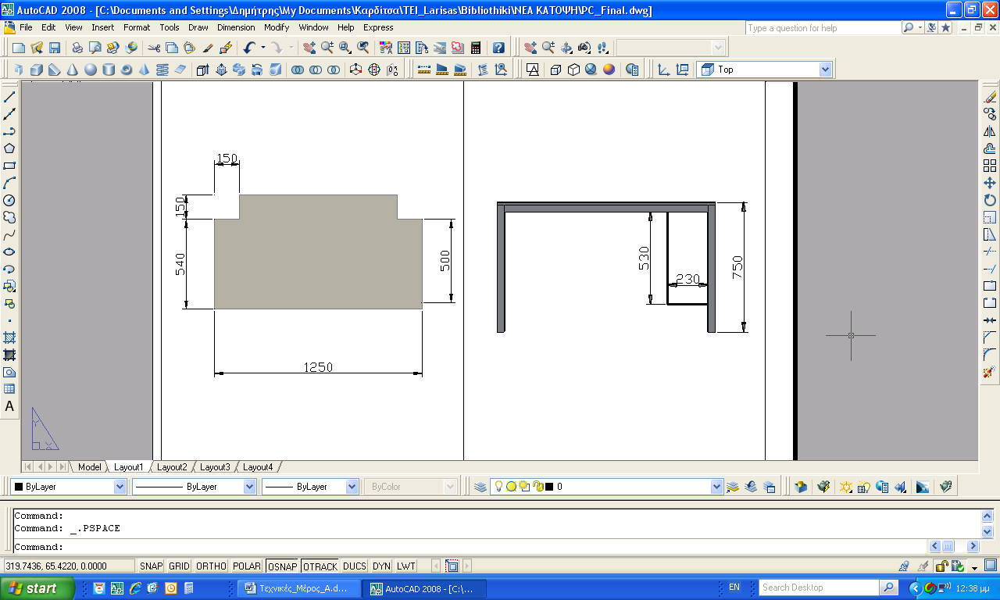 AutoCAD 2008 - [C:\Documents and Settings\Δημήτρης\My Documents\Καρδίτσα\TEI_Larisas\Bibliothiki\ΝΕΑ ΚΑΤΟΨΗ\PC_Final.dwg]
File Edit View Insert Format Tools Draw Dimension Modify Window Help Express Type a question for help
Top
150
150
540
500
1250
530
230
750
Y
X
A
Model Layout1 Layout2 Layout3 Layout4
ByLayer ByLayer ByLayer ByColor 0
Command:
Command: _.PSPACE
Command:
319.7436, 65.4220, 0.0000 SNAP GRID ORTHO POLAR OSNAP OTRACK DUCS DYN LWT
start Τεχνικές_Μέρος_Α.d... AutoCAD 2008 - [C:\... EN Search Desktop 12:38 μμ